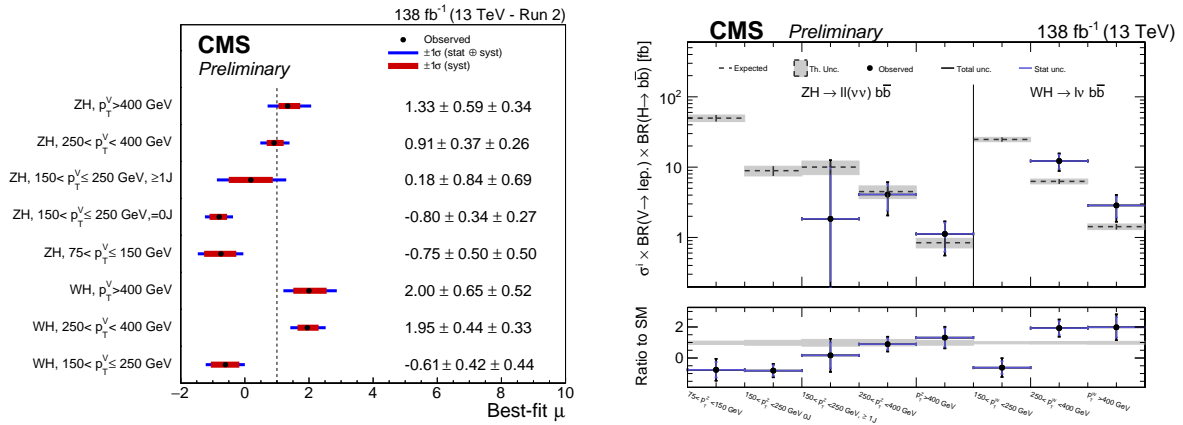 138 fb⁻¹ (13 TeV - Run 2)
CMS
Preliminary
Observed
±1σ (stat ⊕ syst)
±1σ (syst)
ZH, p_T^V>400 GeV 1.33 ± 0.59 ± 0.34
ZH, 250< p_T^V< 400 GeV 0.91 ± 0.37 ± 0.26
ZH, 150< p_T^V≤ 250 GeV, ≥1J 0.18 ± 0.84 ± 0.69
ZH, 150< p_T^V≤ 250 GeV,=0J -0.80 ± 0.34 ± 0.27
ZH, 75< p_T^V≤ 150 GeV -0.75 ± 0.50 ± 0.50
WH, p_T^V>400 GeV 2.00 ± 0.65 ± 0.52
WH, 250< p_T^V< 400 GeV 1.95 ± 0.44 ± 0.33
WH, 150< p_T^V≤ 250 GeV -0.61 ± 0.42 ± 0.44
−2 0 2 4 6 8 10
Best-fit μ
CMS Preliminary 138 fb⁻¹ (13 TeV)
σⁱ × BR(V→ lep.) × BR(H→ bb̅) [fb]
Expected Th. Unc. Observed Total unc. Stat unc.
ZH → ll(νν) bb̅ WH → lν bb̅
10²
10
1
Ratio to SM
2
0
75< p_T^Z <150 GeV
150< p_T^Z <250 GeV 0J
150< p_T^Z <250 GeV, ≥ 1J
250< p_T^Z <400 GeV
p_T^Z >400 GeV
150< p_T^W <250 GeV
250< p_T^W <400 GeV
p_T^W >400 GeV